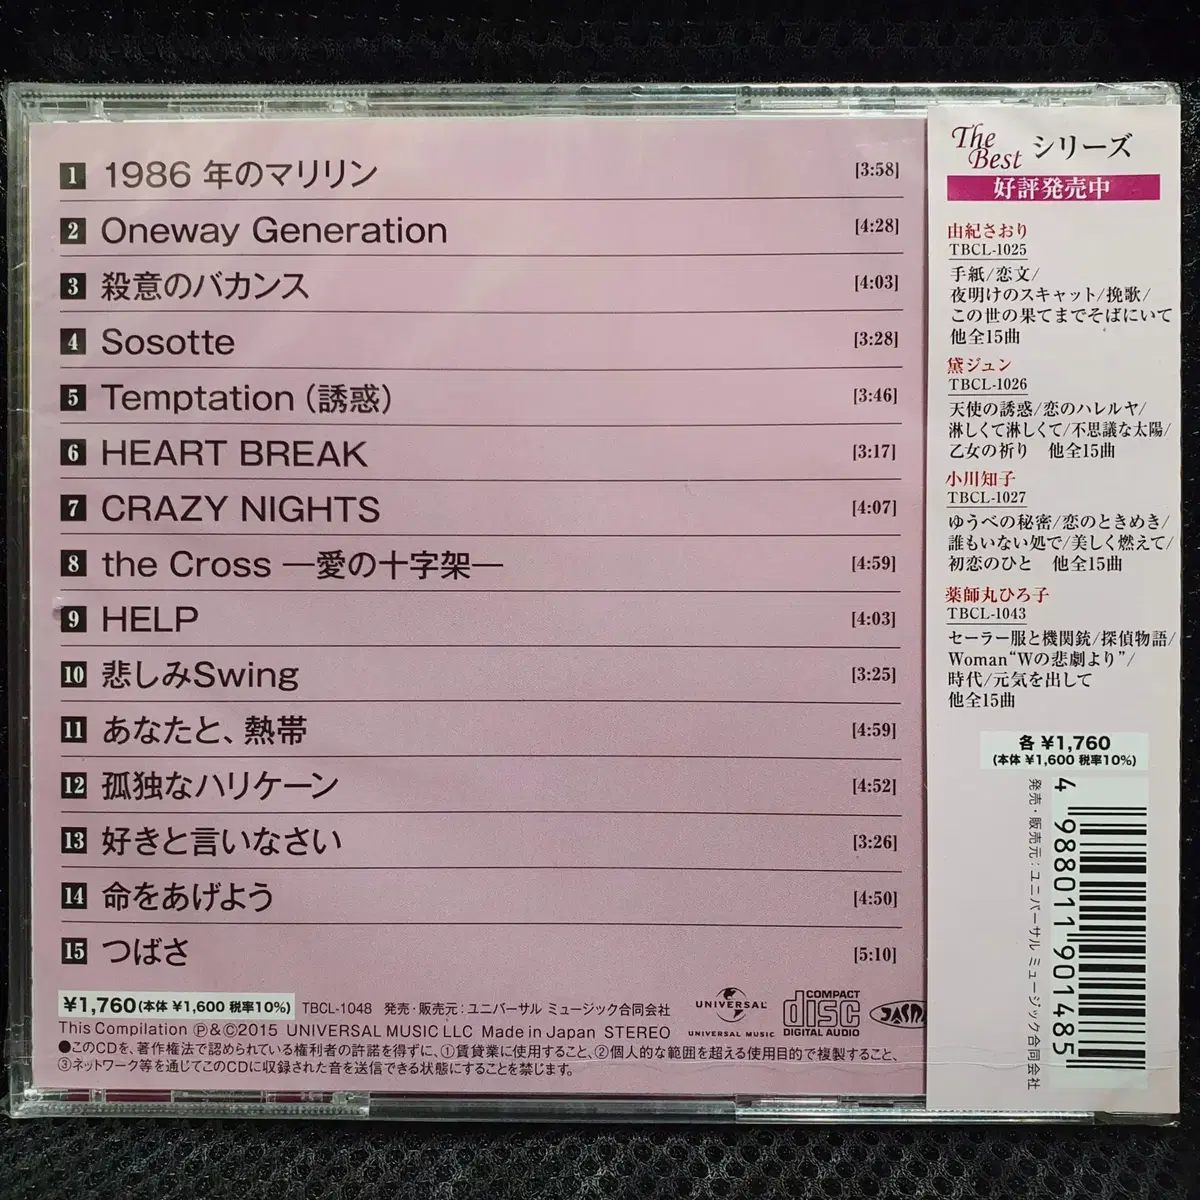 1 1986 年のマリリン [3:58]
2 Oneway Generation [4:28]
3 殺意のバカンス [4:03]
4 Sosotte [3:28]
5 Temptation (誘惑) [3:46]
6 HEART BREAK [3:17]
7 CRAZY NIGHTS [4:07]
8 the Cross ―愛の十字架― [4:59]
9 HELP [4:03]
10 悲しみSwing [3:25]
11 あなたと、熱帯 [4:59]
12 孤独なハリケーン [4:52]
13 好きと言いなさい [3:26]
14 命をあげよう [4:50]
15 つばさ [5:10]
¥1,760(本体 ¥1,600 税率10%) TBCL-1048 発売・販売元:ユニバーサル ミュージック合同会社
This Compilation ℗&©2015 UNIVERSAL MUSIC LLC Made in Japan STEREO
●このCDを、著作権法で認められている権利者の許諾を得ずに、①賃貸業に使用すること、②個人的な範囲を超える使用目的で複製すること、
③ネットワーク等を通じてこのCDに収録された音を送信できる状態にすることを禁じます。
UNIVERSAL
UNIVERSAL MUSIC
COMPACT
disc
DIGITAL AUDIO
The Best シリーズ
好評発売中
由紀さおり
TBCL-1025
手紙/恋文/
夜明けのスキャット/挽歌/
この世の果てまでそばにいて
他全15曲
黛ジュン
TBCL-1026
天使の誘惑/恋のハレルヤ/
淋しくて淋しくて/不思議な太陽/
乙女の祈り 他全15曲
小川知子
TBCL-1027
ゆうべの秘密/恋のときめき/
誰もいない処で/美しく燃えて/
初恋のひと 他全15曲
薬師丸ひろ子
TBCL-1043
セーラー服と機関銃/探偵物語/
Woman“Wの悲劇より”/
時代/元気を出して
他全15曲
各 ¥1,760
(本体 ¥1,600 税率10%)
4 988011 901485
発売・販売元:ユニバーサル ミュージック合同会社